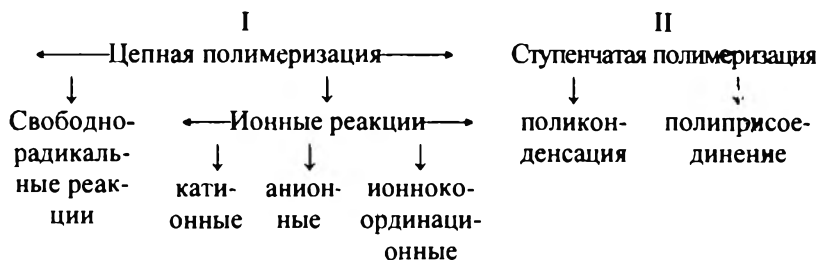 I II
Цепная полимеризация Ступенчатая полимеризация
Свободно- Ионные реакции поликон- полиприсое-
радикаль- денсация динение
ные реак- кати- анион- ионноко-
ции онные ные ординаци-
онные